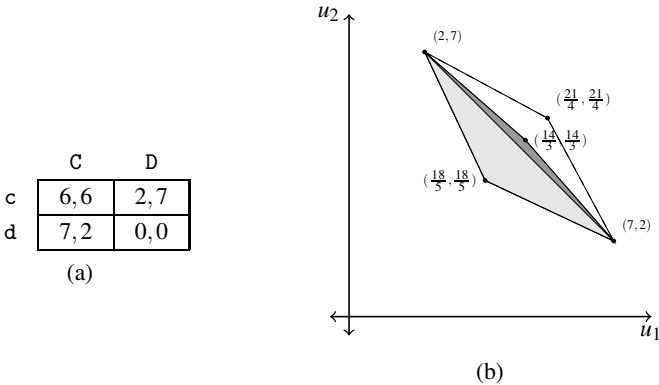 C D
c 6,6 2,7
d 7,2 0,0
(a)
u₂
(2,7)
(21/4, 21/4)
(14/3, 14/3)
(18/5, 18/5)
(7,2)
u₁
(b)